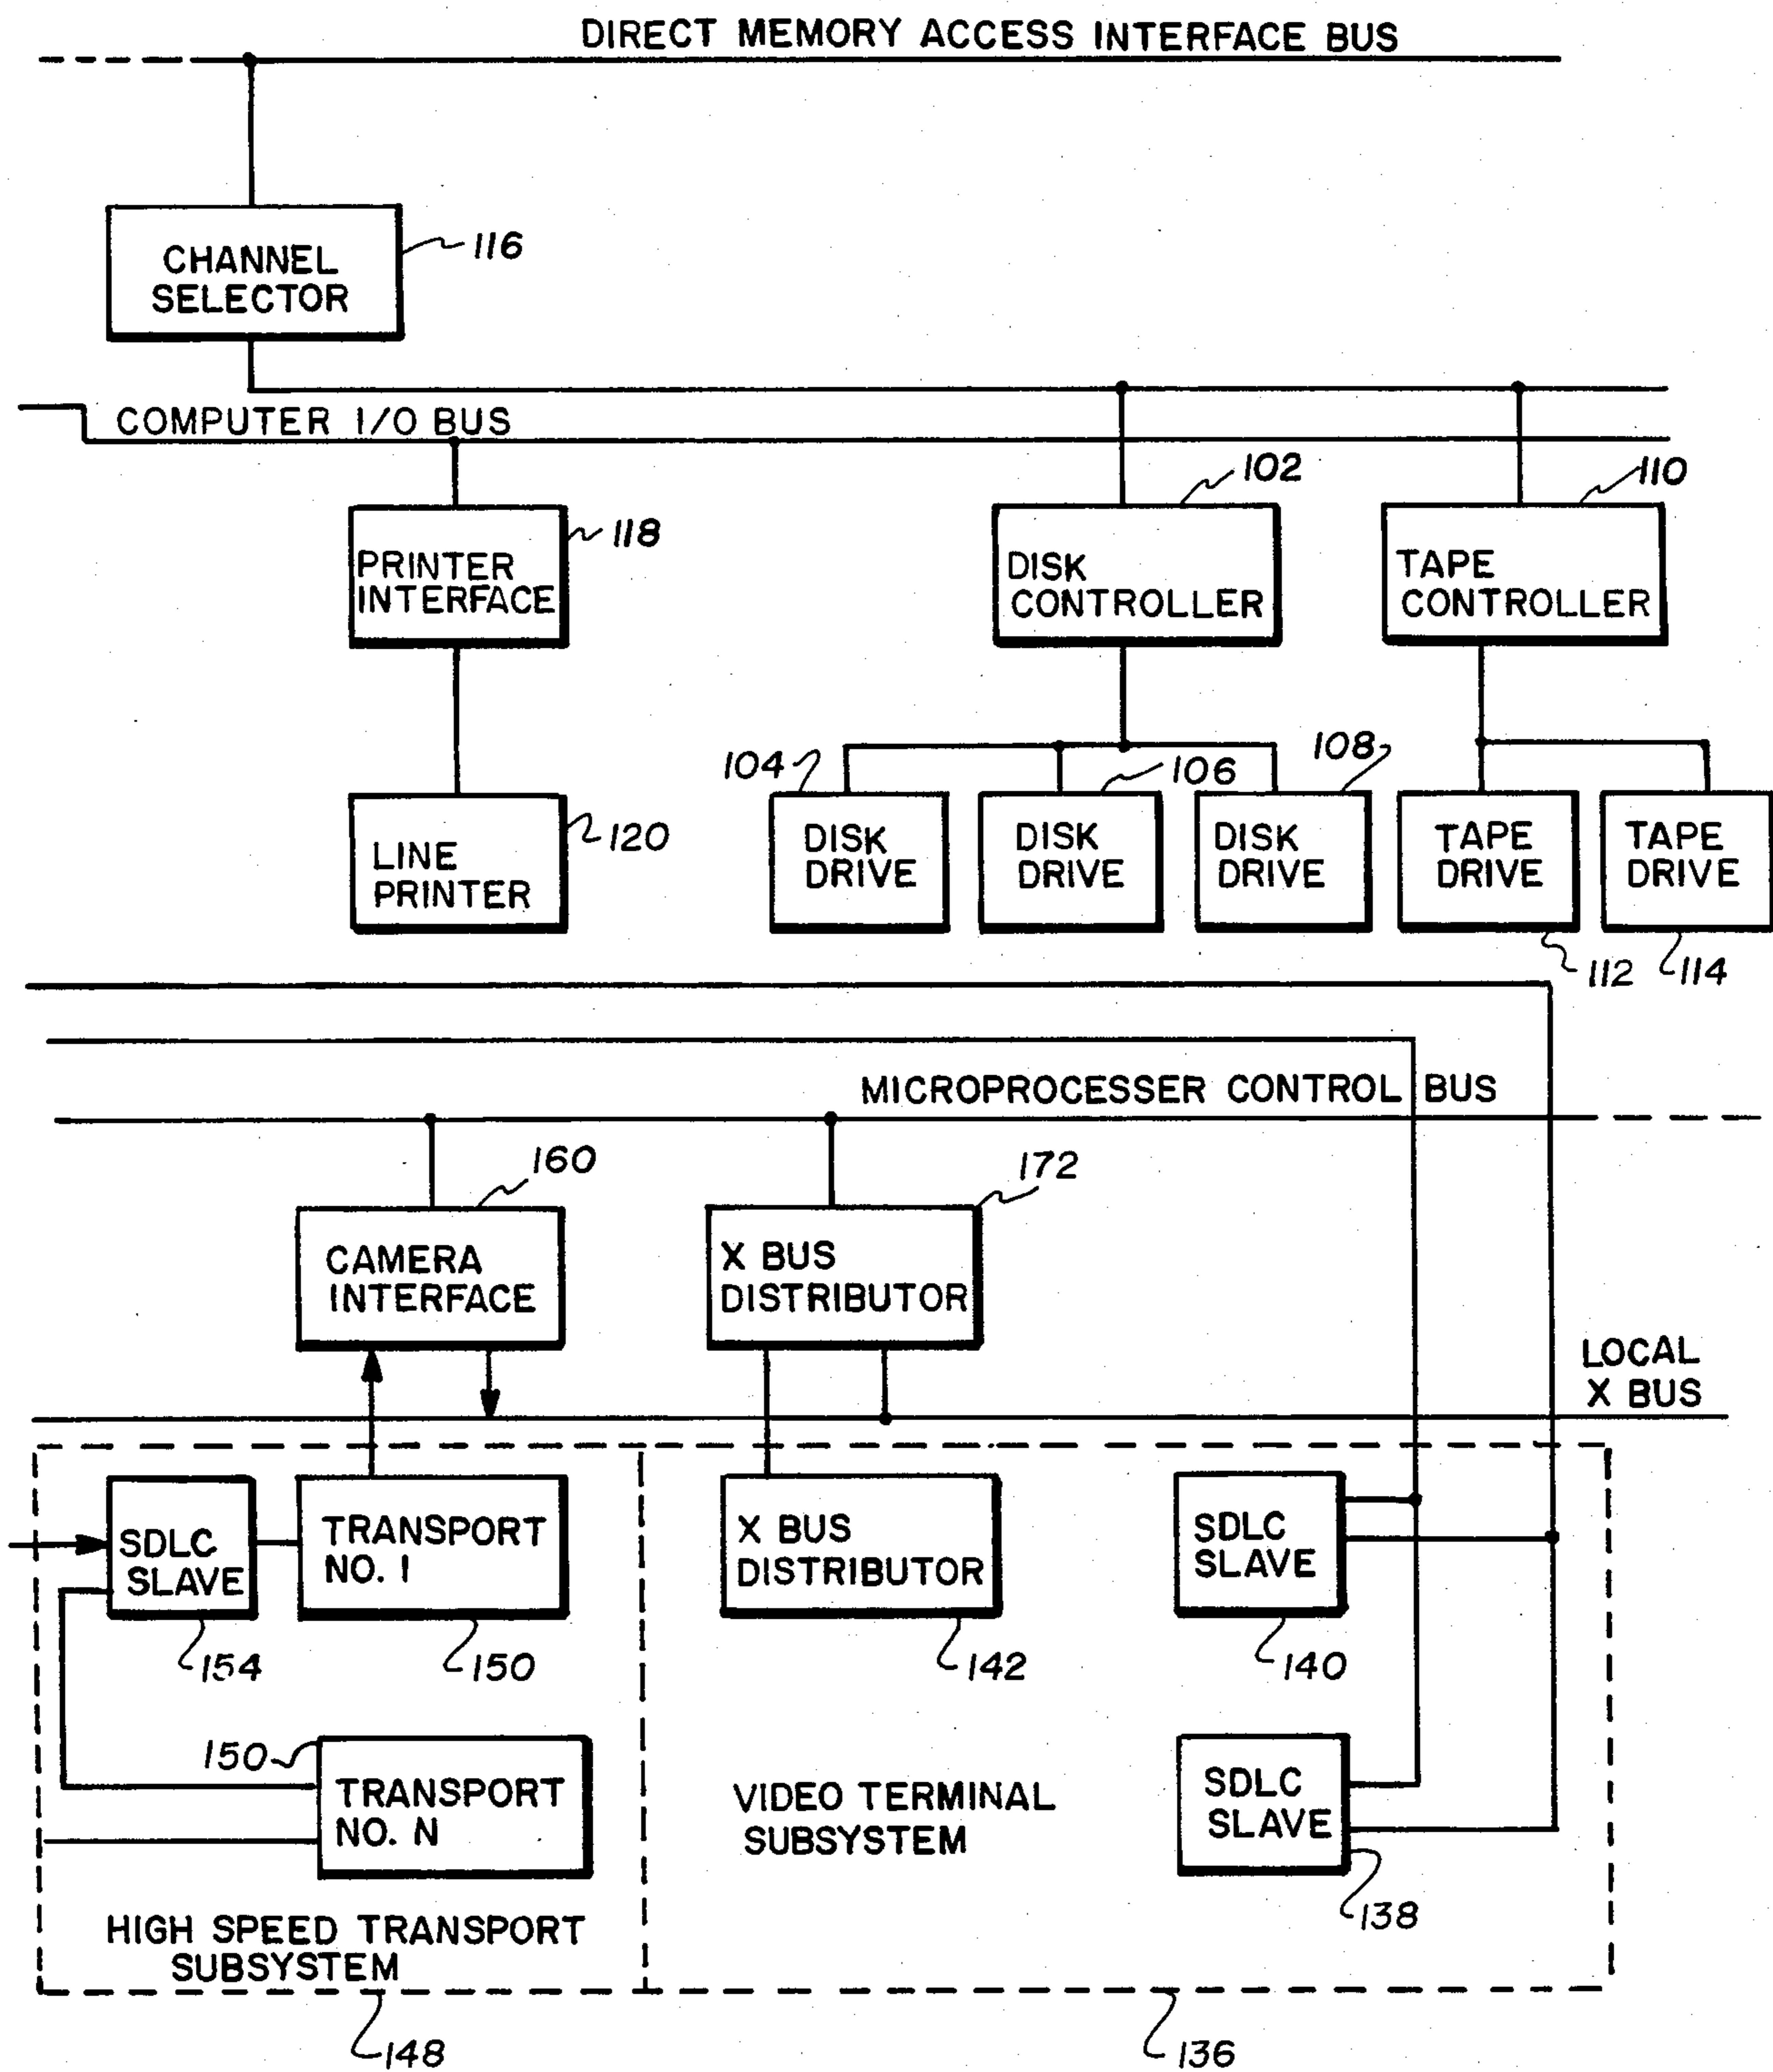 DIRECT MEMORY ACCESS INTERFACE BUS
CHANNEL
SELECTOR
116
COMPUTER I/O BUS
102
110
PRINTER
INTERFACE
118
DISK
CONTROLLER
TAPE
CONTROLLER
104
106
108
LINE
PRINTER
120
DISK
DRIVE
DISK
DRIVE
DISK
DRIVE
TAPE
DRIVE
TAPE
DRIVE
112
114
MICROPROCESSER CONTROL BUS
160
172
CAMERA
INTERFACE
X BUS
DISTRIBUTOR
LOCAL
X BUS
SDLC
SLAVE
TRANSPORT
NO. 1
X BUS
DISTRIBUTOR
SDLC
SLAVE
154
150
142
140
150
TRANSPORT
NO. N
VIDEO TERMINAL
SUBSYSTEM
SDLC
SLAVE
138
HIGH SPEED TRANSPORT
SUBSYSTEM
148
136